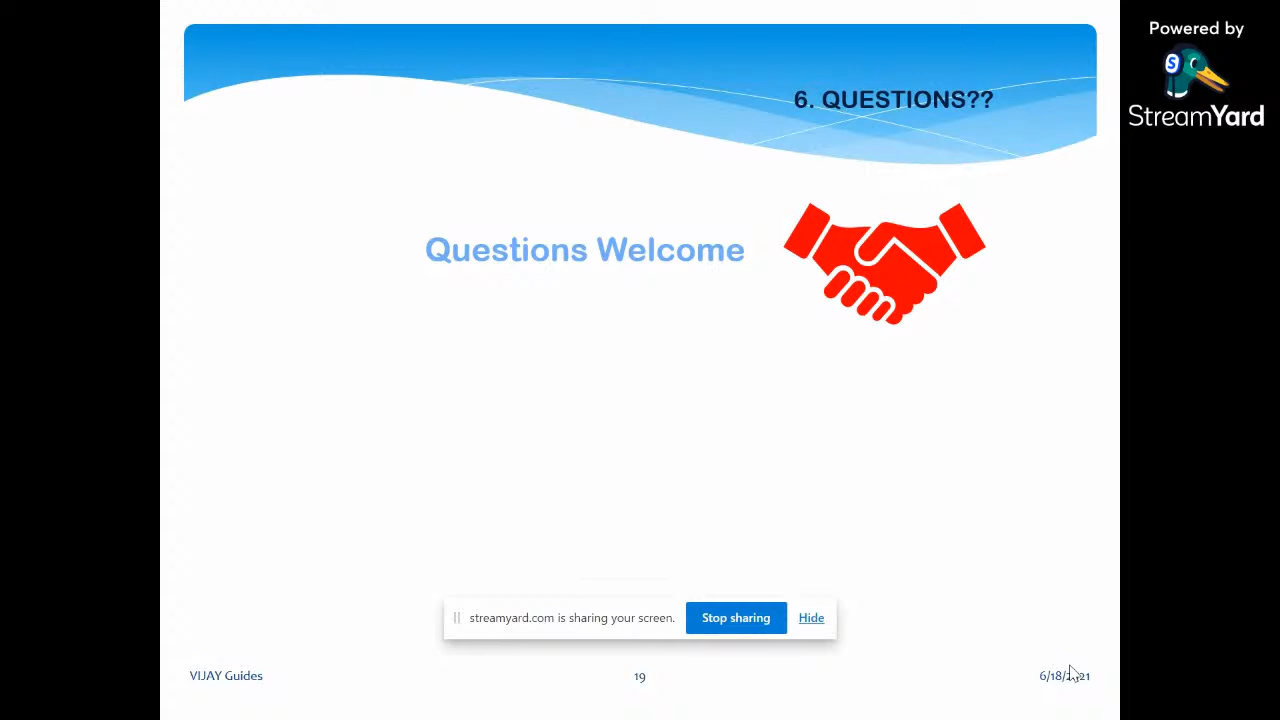 Powered by
S
StreamYard
6. QUESTIONS??
Questions Welcome
streamyard.com is sharing your screen.
Stop sharing
Hide
VIJAY Guides
19